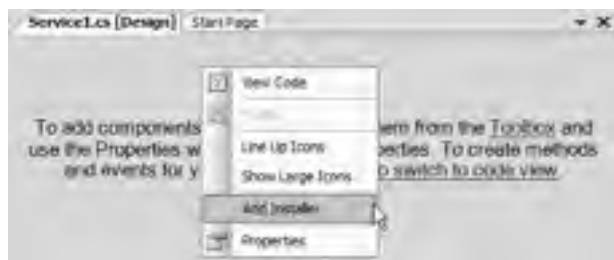 Service1.cs [Design] Start Page
View Code
To add components em from the Toolbox and
Line Up Icons
use the Properties w perties. To create methods
Show Large Icons
and events for y o switch to code view.
Add Installer
Properties